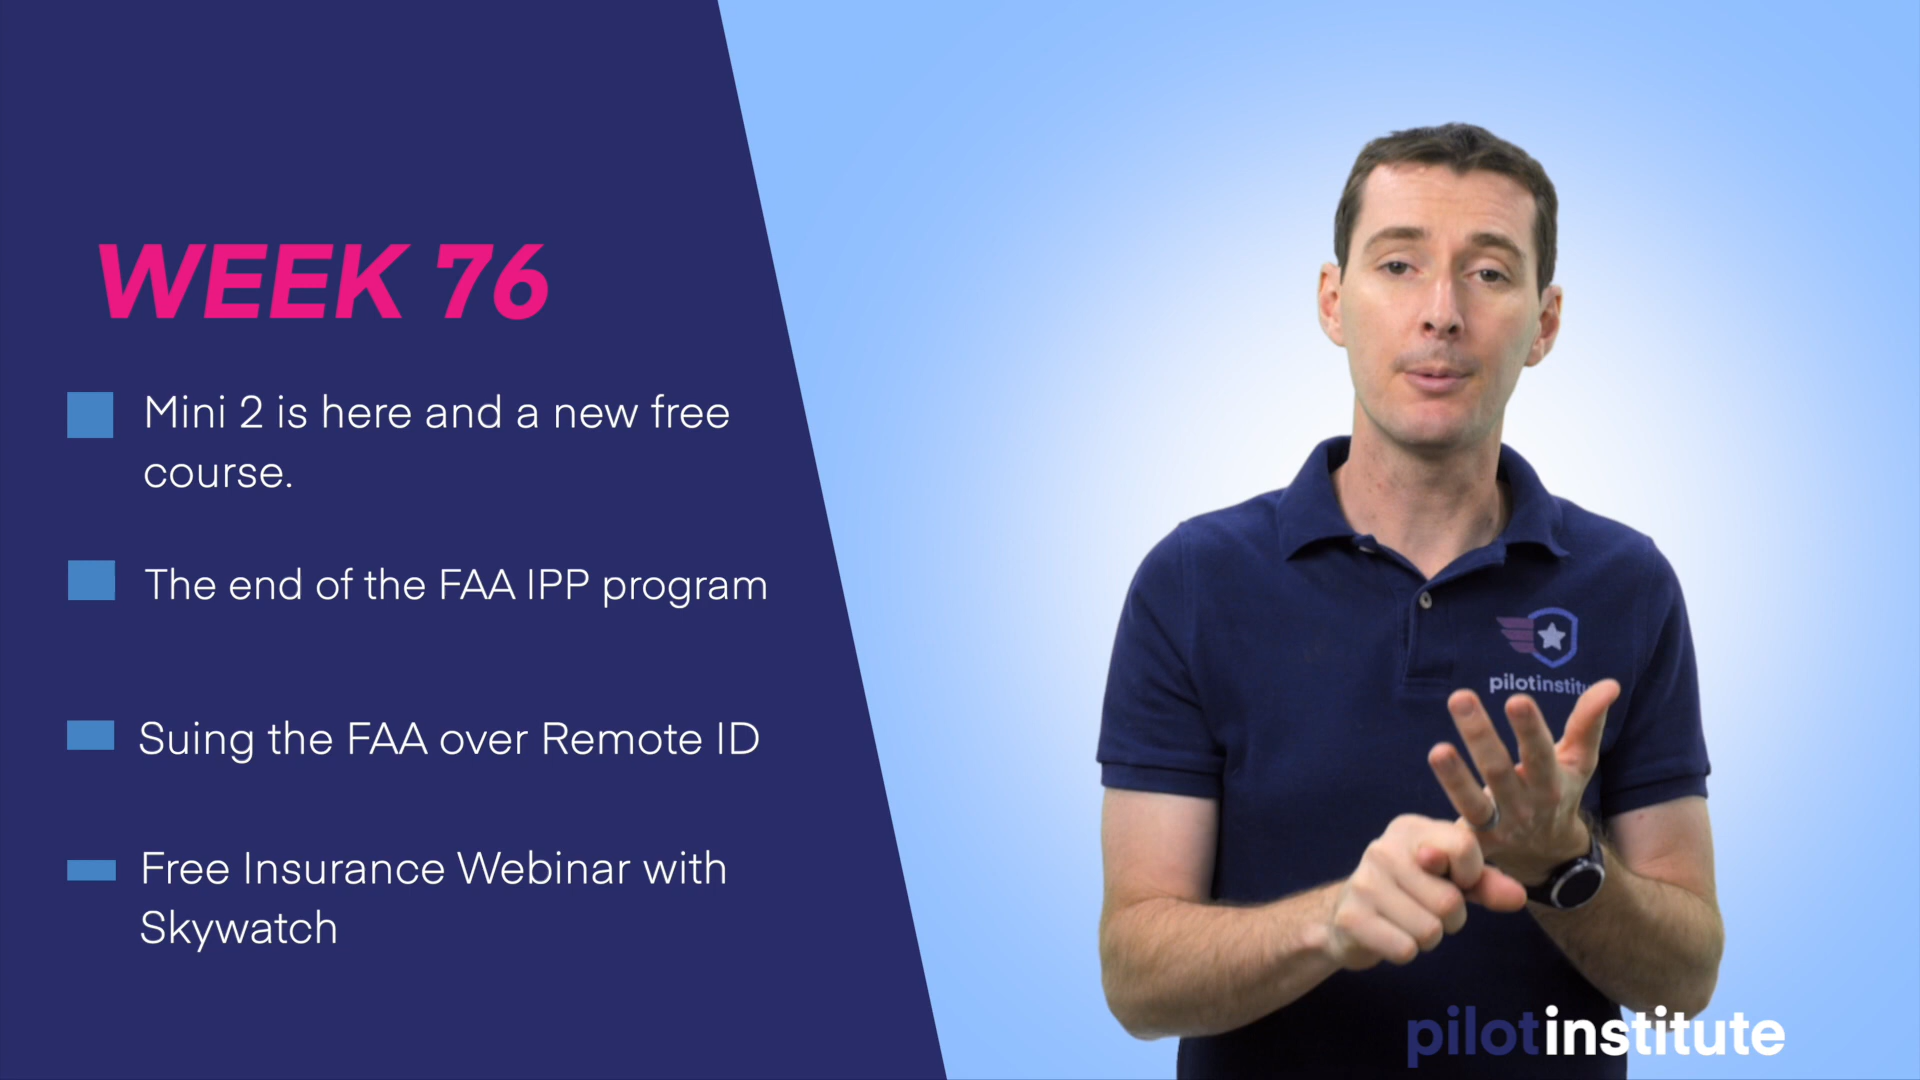 WEEK 76
Mini 2 is here and a new free
course.
The end of the FAA IPP program
Suing the FAA over Remote ID
Free Insurance Webinar with
Skywatch
pilotinstitu
pilotinstitute